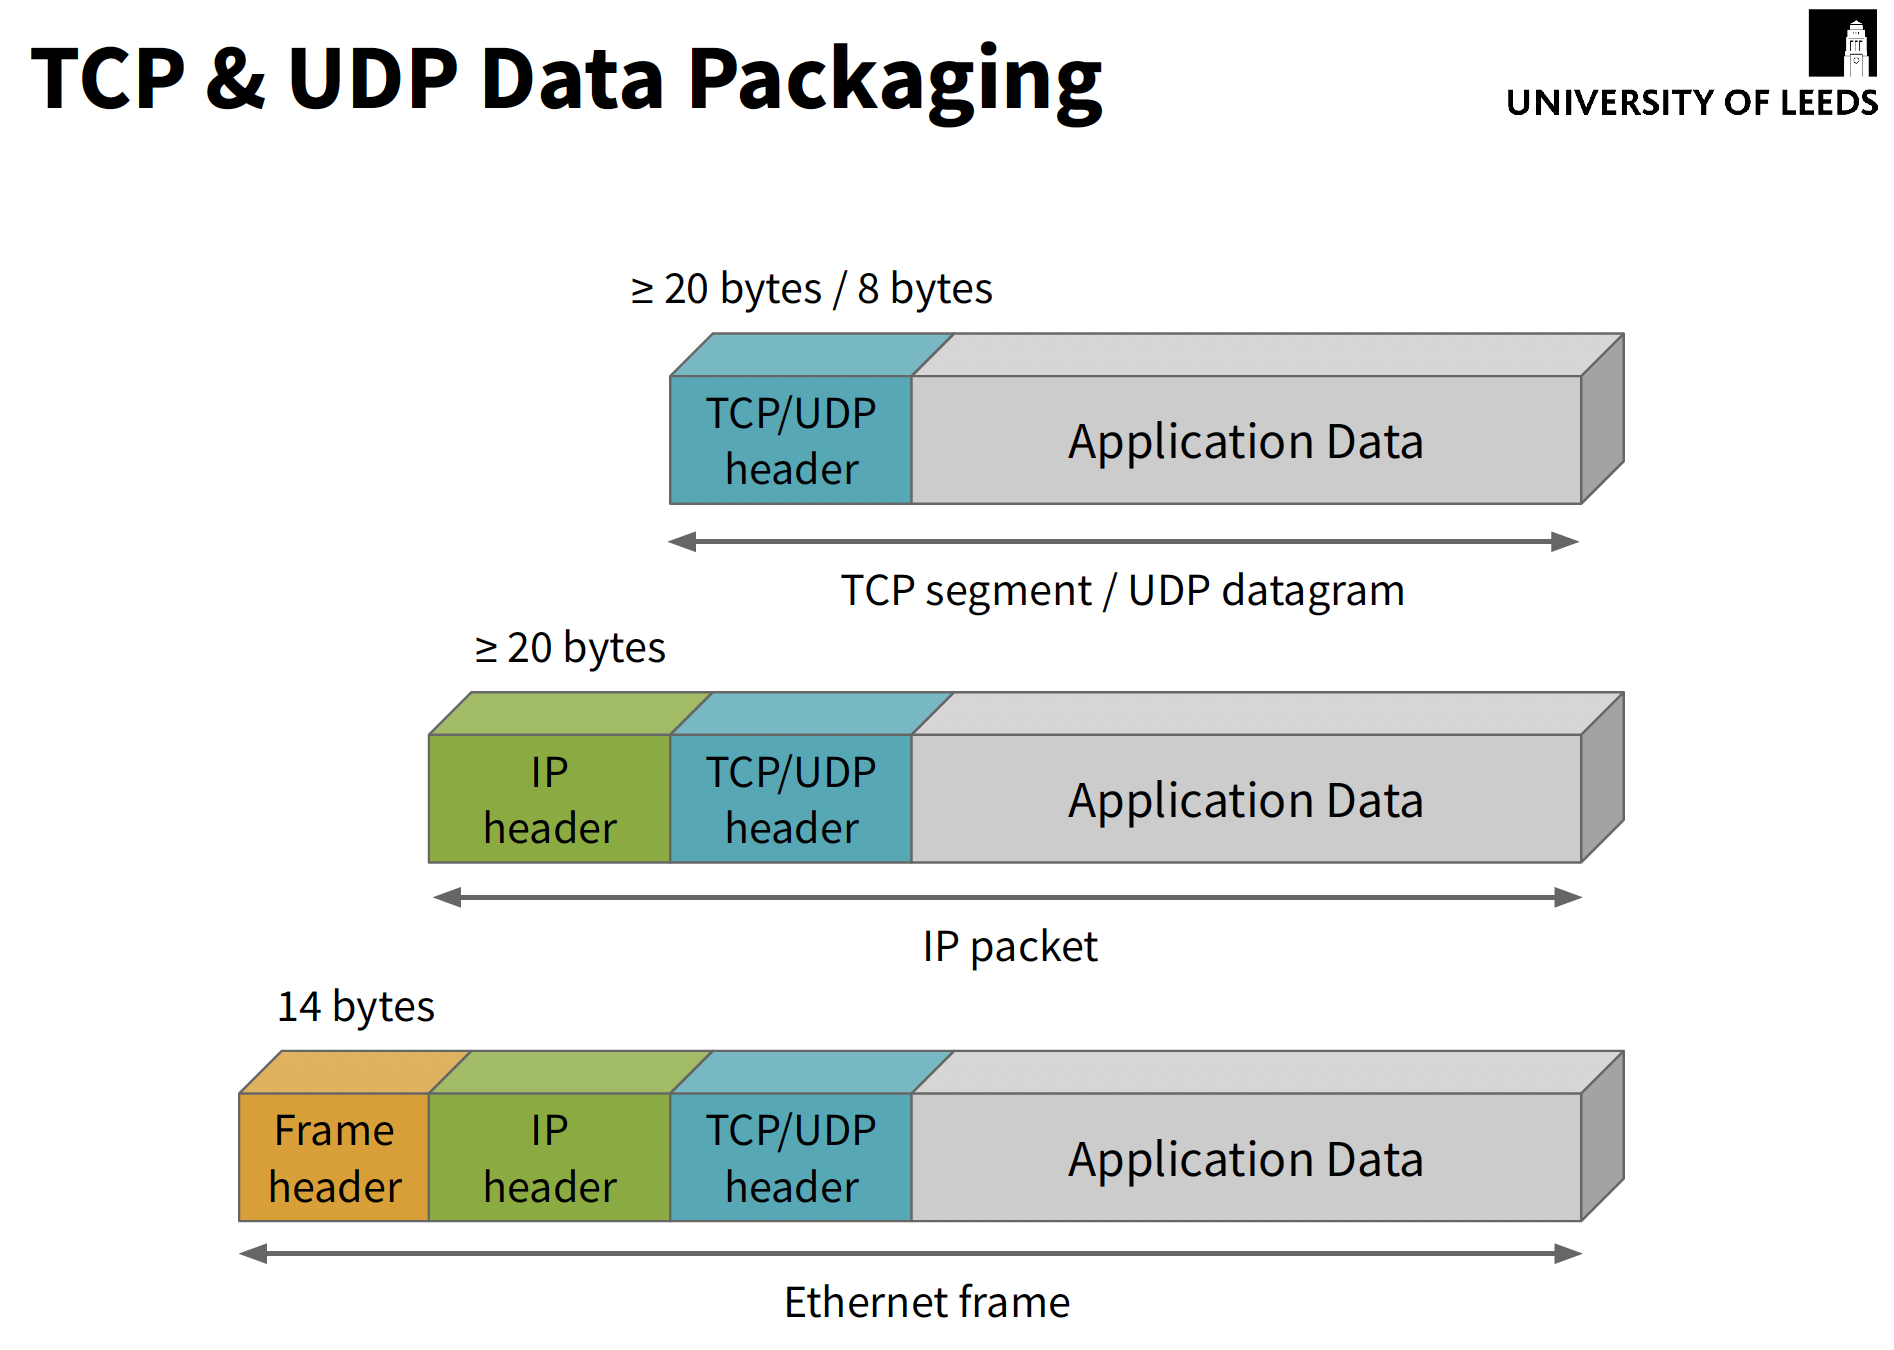 TCP & UDP Data Packaging
UNIVERSITY OF LEEDS
≥ 20 bytes / 8 bytes
TCP/UDP
header
Application Data
TCP segment / UDP datagram
≥ 20 bytes
IP
header
TCP/UDP
header
Application Data
IP packet
14 bytes
Frame
header
IP
header
TCP/UDP
header
Application Data
Ethernet frame